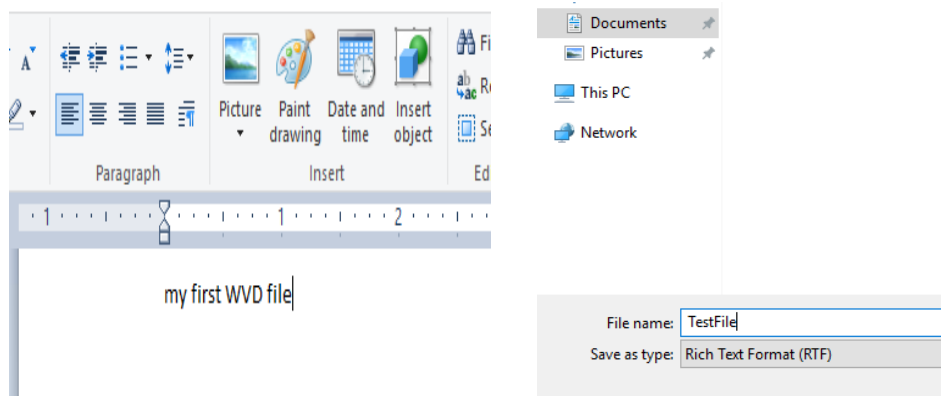 A
Picture
Paint drawing
Date and time
Insert object
Paragraph
Insert
1
1
2
my first WVD file
Documents
Pictures
This PC
Network
File name: TestFile
Save as type: Rich Text Format (RTF)